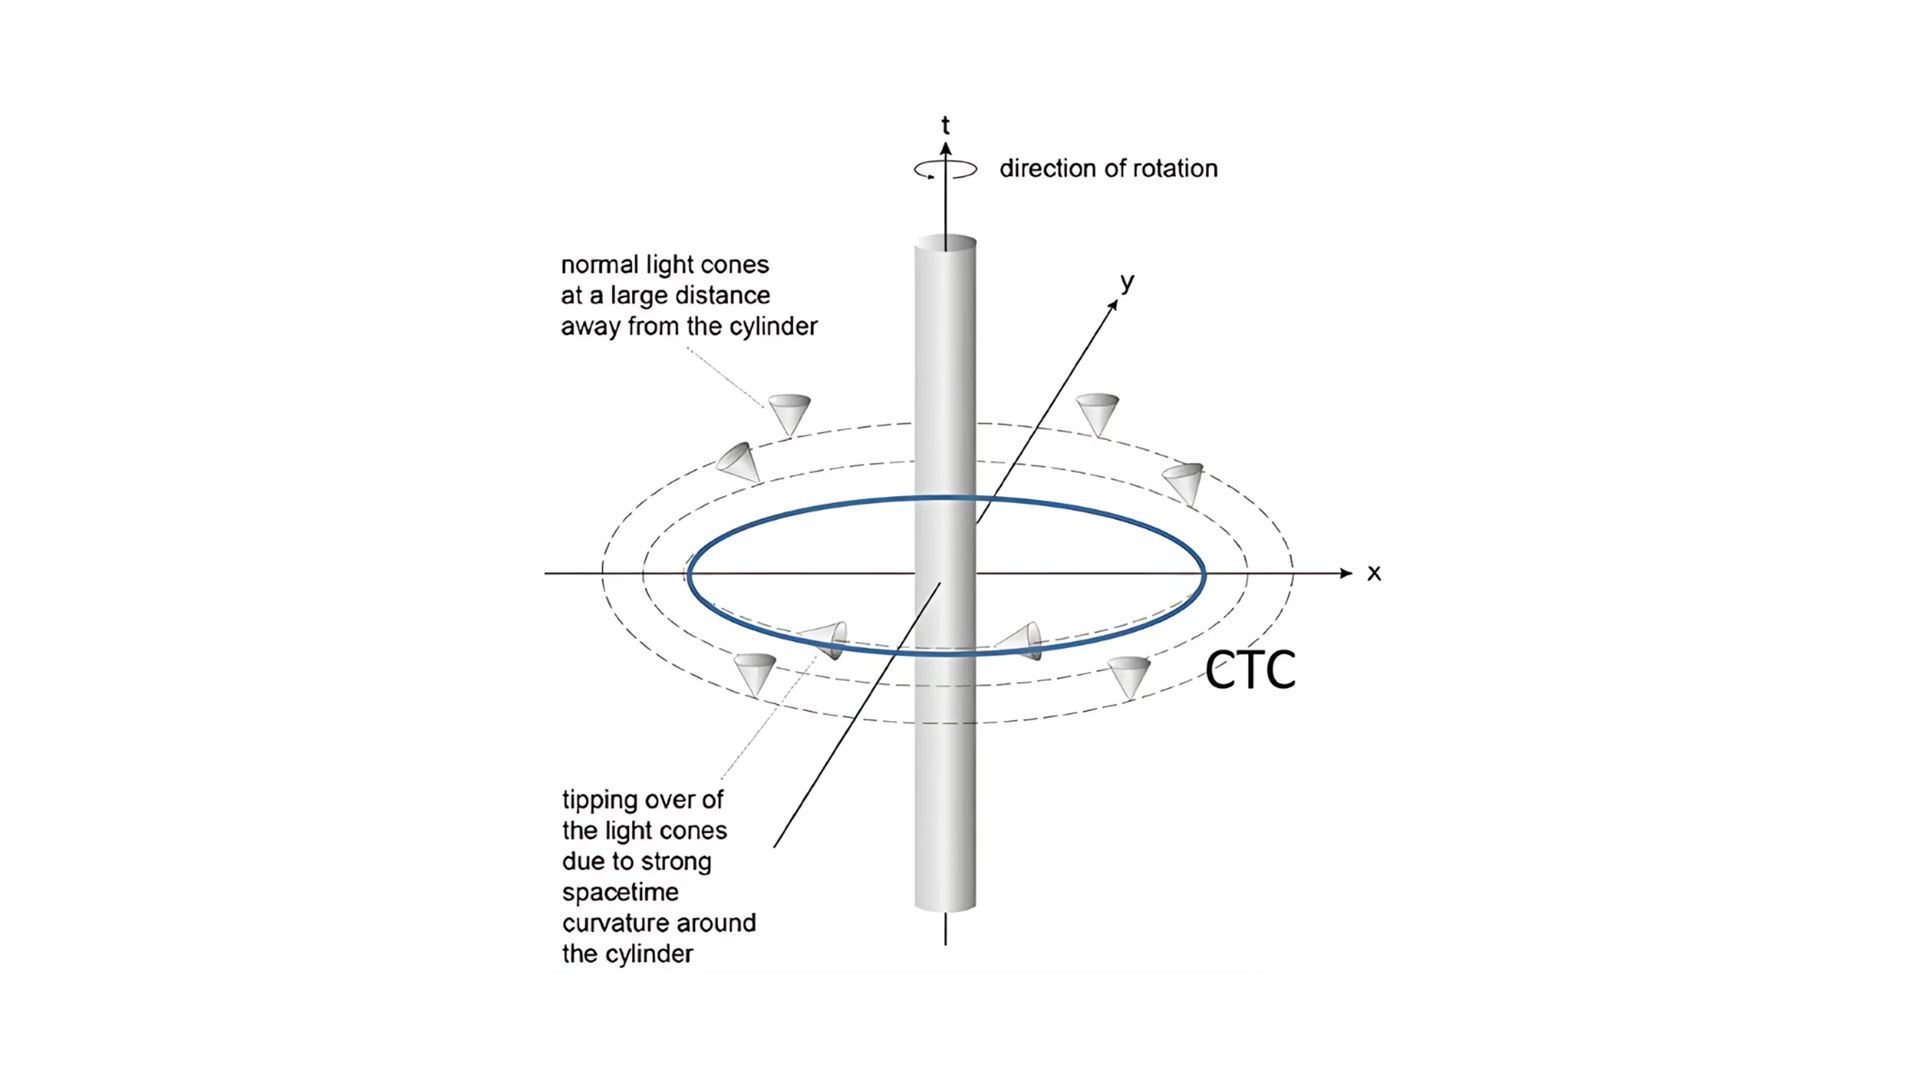 t
direction of rotation
normal light cones
at a large distance
away from the cylinder
y
x
CTC
tipping over of
the light cones
due to strong
spacetime
curvature around
the cylinder